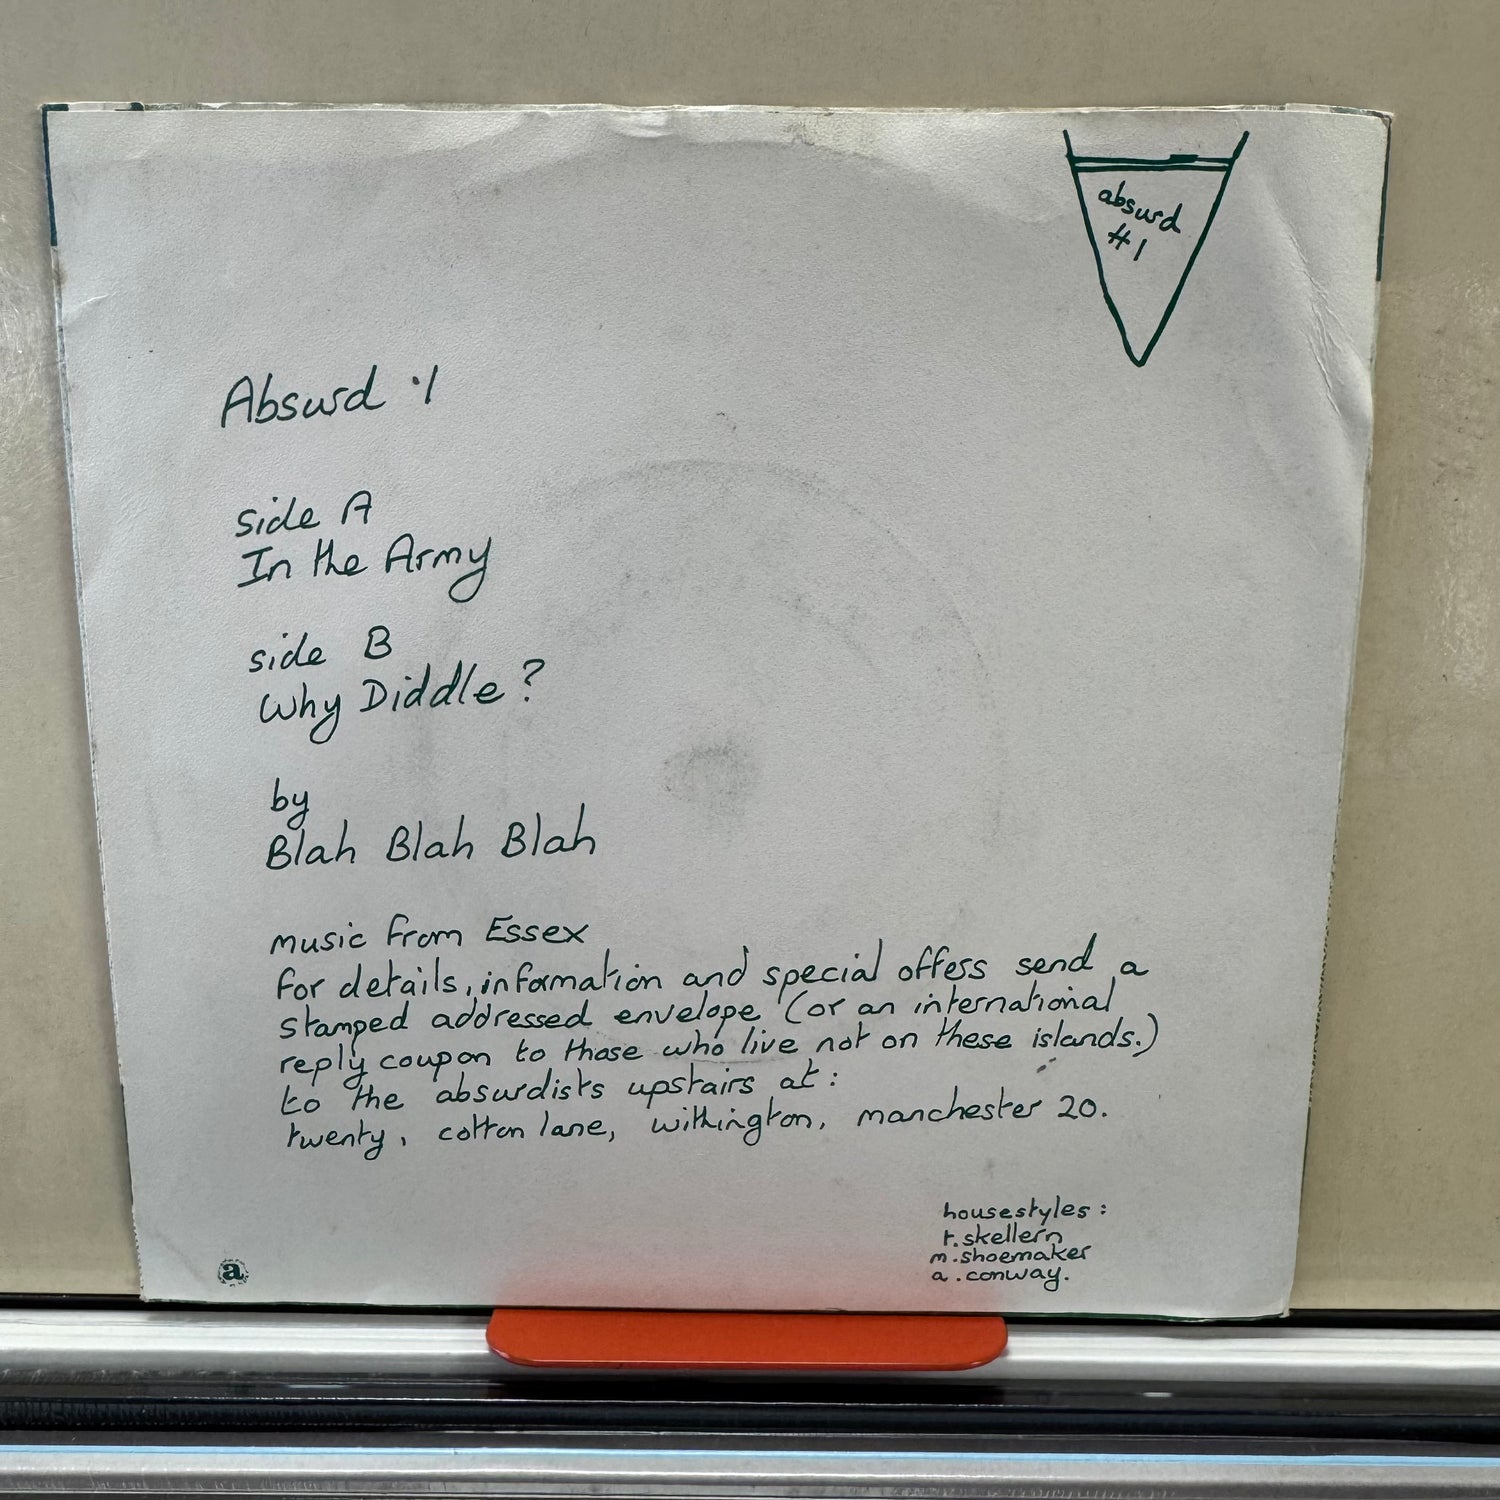 absurd
#1
Absurd ·1
side A
In the Army
side B
Why Diddle?
by
Blah Blah Blah
music from Essex
for details, information and special offers send a
stamped addressed envelope (or an international
reply coupon to those who live not on these islands.)
to the absurdists upstairs at:
twenty, cotton lane, withington, manchester 20.
housestyles:
t. skellern
m. shoemaker
a. conway.
a